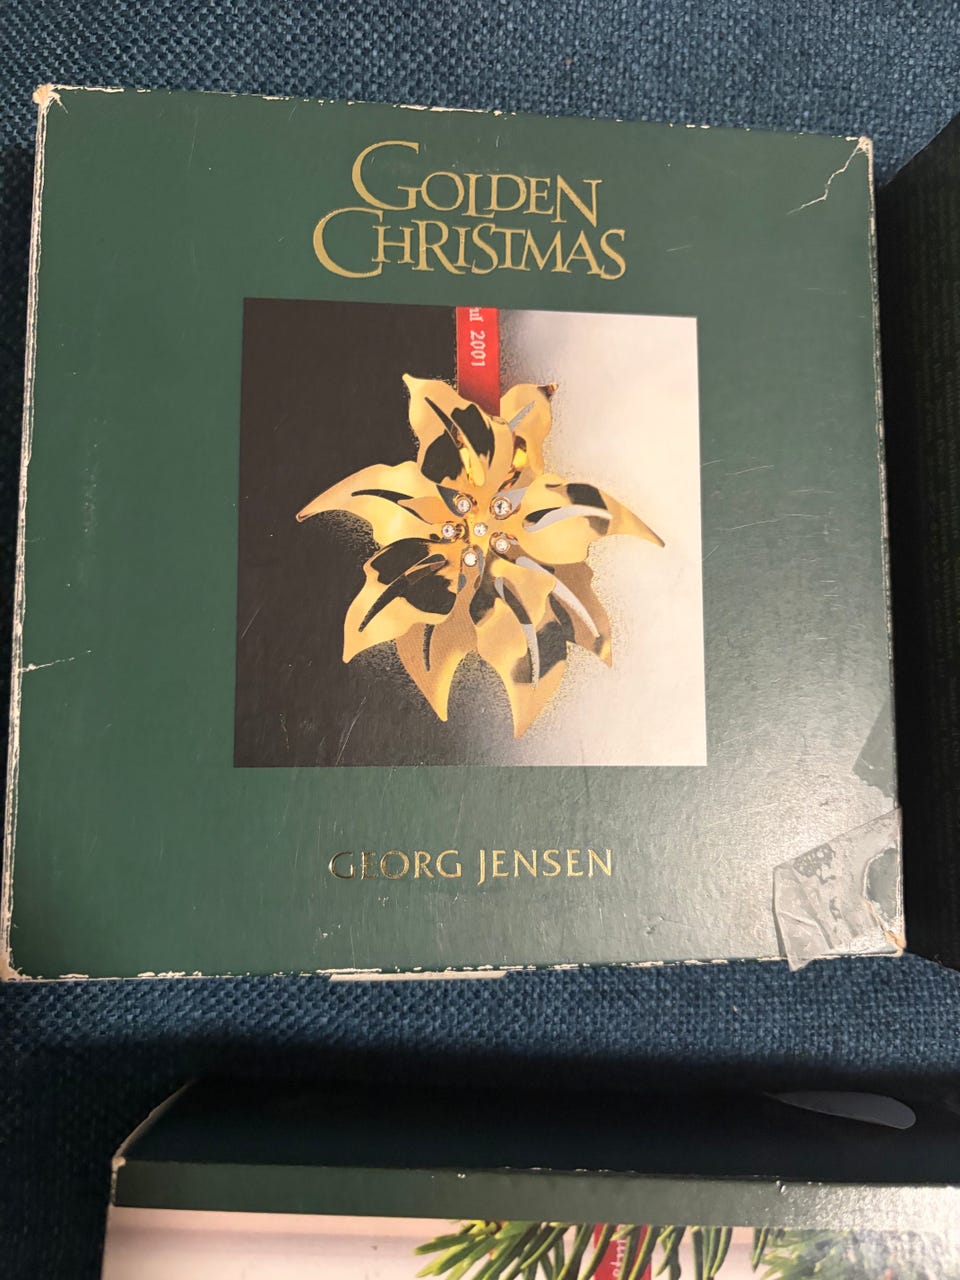 GOLDEN
CHRISTMAS
2001
GEORG JENSEN